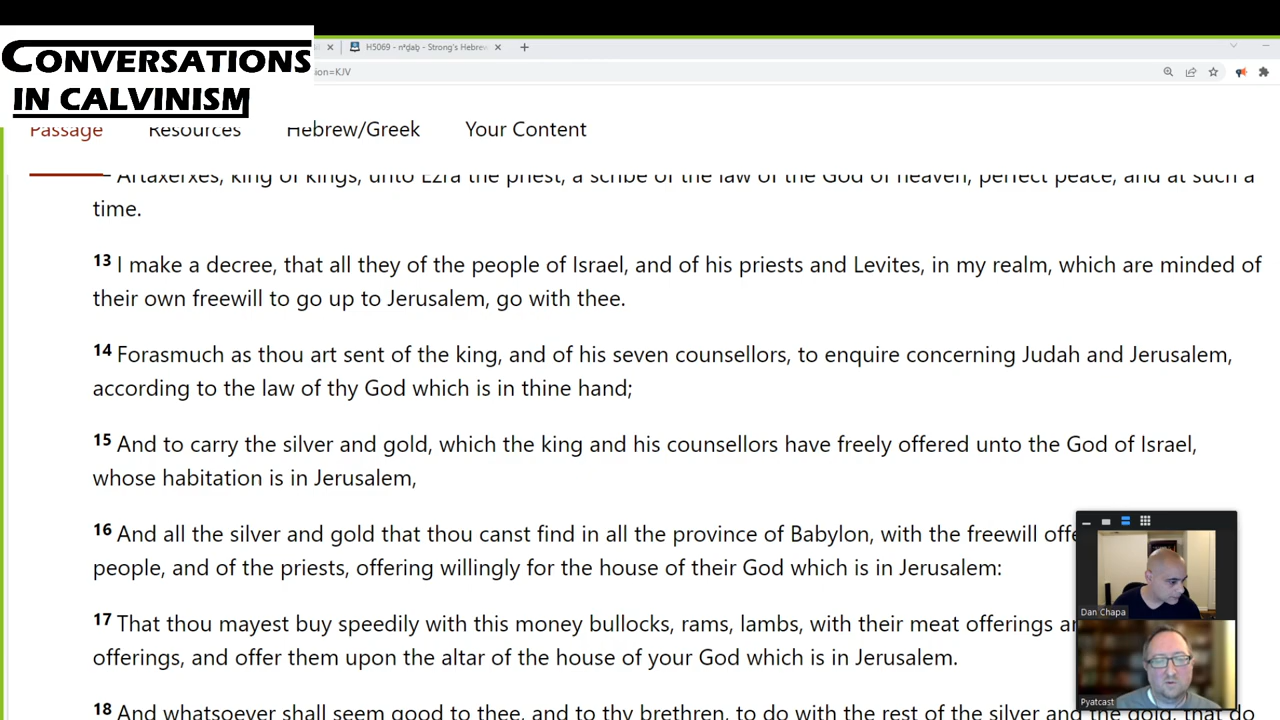 CONVERSATIONS
IN CALVINISM
H5069 - nᵉḏaḇ - Strong's Hebrew
sion=KJV
Passage
Resources
Hebrew/Greek
Your Content
Artaxerxes, king of kings, unto Ezra the priest, a scribe of the law of the God of heaven, perfect peace, and at such a
time.
13 I make a decree, that all they of the people of Israel, and of his priests and Levites, in my realm, which are minded of
their own freewill to go up to Jerusalem, go with thee.
14 Forasmuch as thou art sent of the king, and of his seven counsellors, to enquire concerning Judah and Jerusalem,
according to the law of thy God which is in thine hand;
15 And to carry the silver and gold, which the king and his counsellors have freely offered unto the God of Israel,
whose habitation is in Jerusalem,
16 And all the silver and gold that thou canst find in all the province of Babylon, with the freewill offe
people, and of the priests, offering willingly for the house of their God which is in Jerusalem:
17 That thou mayest buy speedily with this money bullocks, rams, lambs, with their meat offerings a
offerings, and offer them upon the altar of the house of your God which is in Jerusalem.
18 And whatsoever shall seem good to thee, and to thy brethren, to do with the rest of the silver and the gold, that do
Dan Chapa
Pyatcast